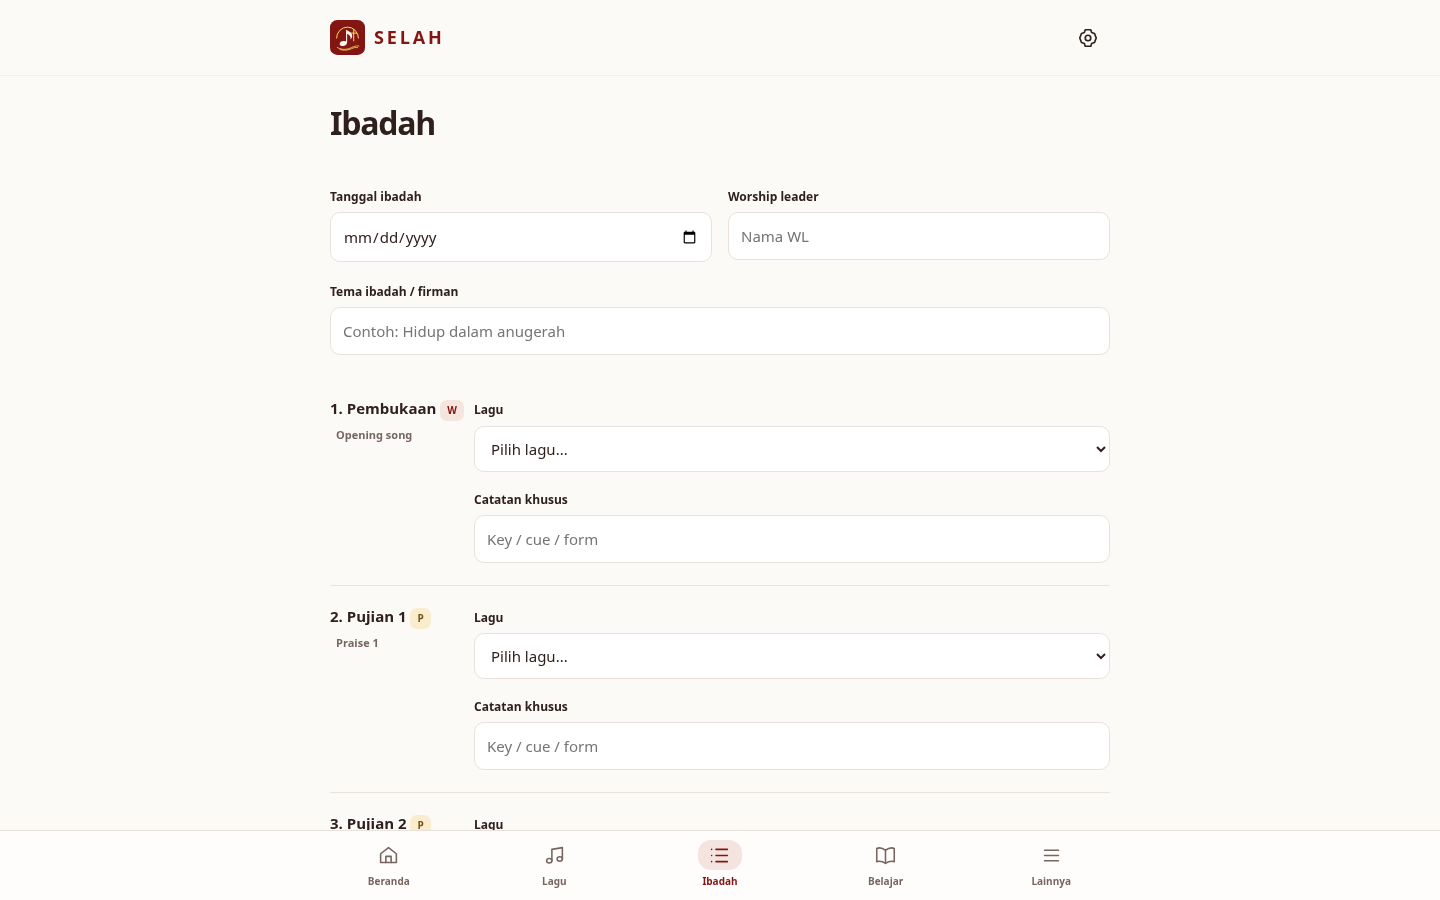 SELAH
Ibadah
Tanggal ibadah
Worship leader
mm/dd/yyyy
Nama WL
Tema ibadah / firman
Contoh: Hidup dalam anugerah
1. Pembukaan W
Opening song
Lagu
Pilih lagu...
Catatan khusus
Key / cue / form
2. Pujian 1 P
Praise 1
Lagu
Pilih lagu...
Catatan khusus
Key / cue / form
3. Pujian 2 P
Lagu
Beranda
Lagu
Ibadah
Belajar
Lainnya